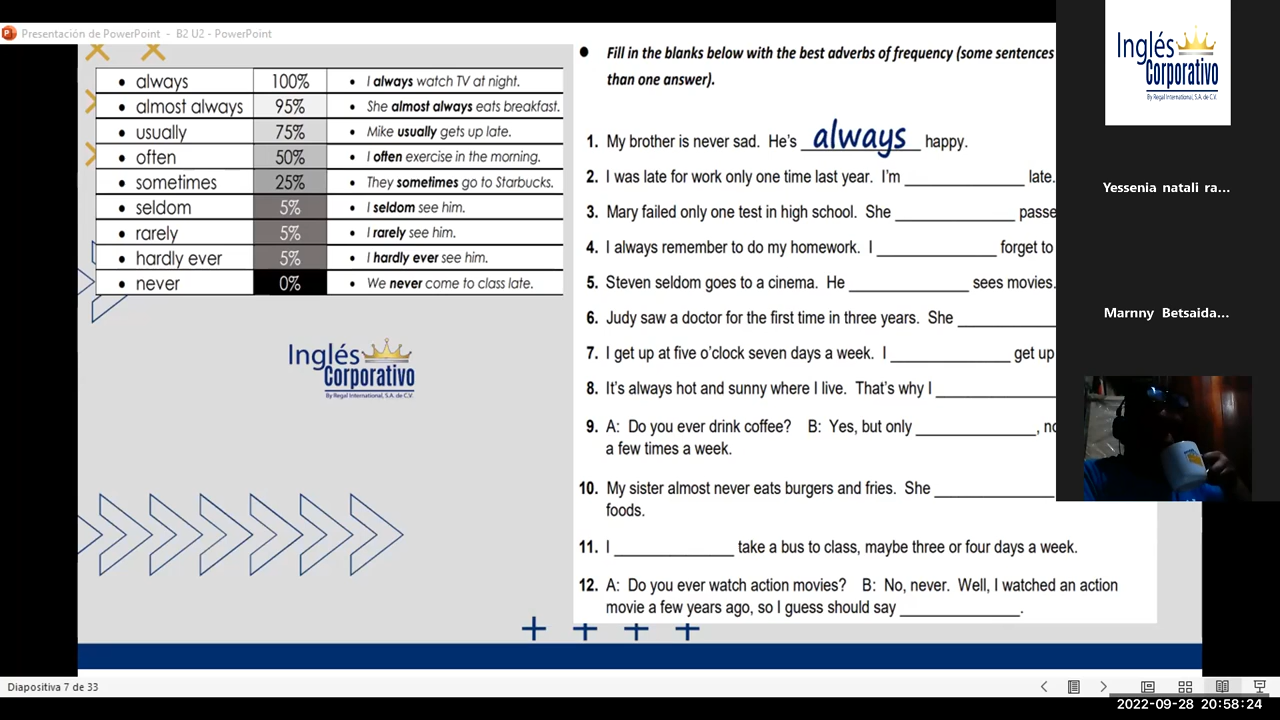 Presentación de PowerPoint - B2 U2 - PowerPoint
• always 100% • I always watch TV at night.
• almost always 95% • She almost always eats breakfast.
• usually 75% • Mike usually gets up late.
• often 50% • I often exercise in the morning.
• sometimes 25% • They sometimes go to Starbucks.
• seldom 5% • I seldom see him.
• rarely 5% • I rarely see him.
• hardly ever 5% • I hardly ever see him.
• never 0% • We never come to class late.
Inglés
Corporativo
By Regal International, S.A. de C.V.
• Fill in the blanks below with the best adverbs of frequency (some sentences
than one answer).
1. My brother is never sad. He's always happy.
2. I was late for work only one time last year. I'm ______________ late.
3. Mary failed only one test in high school. She ______________ passe
4. I always remember to do my homework. I ______________ forget to
5. Steven seldom goes to a cinema. He ______________ sees movies.
6. Judy saw a doctor for the first time in three years. She ____________
7. I get up at five o'clock seven days a week. I ______________ get up
8. It's always hot and sunny where I live. That's why I ______________
9. A: Do you ever drink coffee? B: Yes, but only ______________, no
a few times a week.
10. My sister almost never eats burgers and fries. She ______________
foods.
11. I ______________ take a bus to class, maybe three or four days a week.
12. A: Do you ever watch action movies? B: No, never. Well, I watched an action
movie a few years ago, so I guess should say ______________.
Inglés
Corporativo
By Regal International, S.A. de C.V.
Yessenia natali ra...
Marnny Betsaida...
Diapositiva 7 de 33
2022-09-28 20:58:24